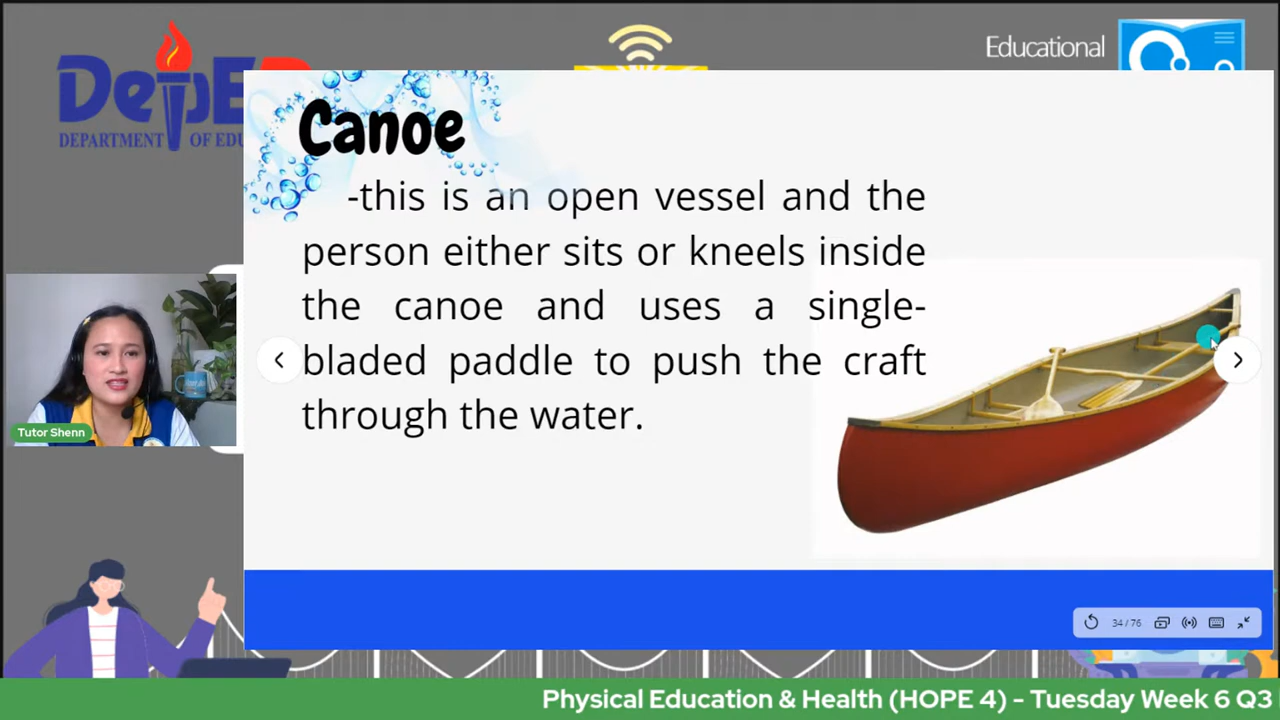 Educational
DepED
DEPARTMENT OF EDU
Canoe
-this is an open vessel and the
person either sits or kneels inside
the canoe and uses a single-
bladed paddle to push the craft
through the water.
Tutor Shenn
34 / 76
Physical Education & Health (HOPE 4) - Tuesday Week 6 Q3